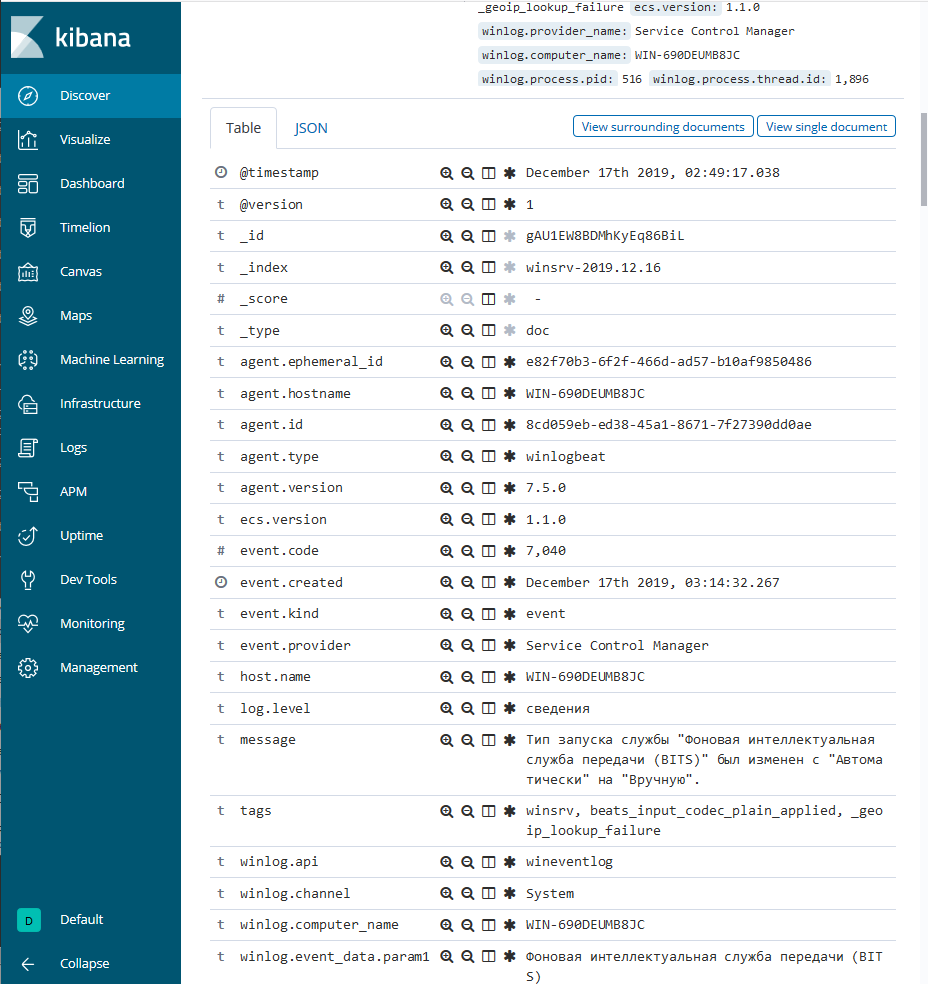 kibana
Discover
Visualize
Dashboard
Timelion
Canvas
Maps
Machine Learning
Infrastructure
Logs
APM
Uptime
Dev Tools
Monitoring
Management
D Default
Collapse
_geoip_lookup_failure ecs.version: 1.1.0
winlog.provider_name: Service Control Manager
winlog.computer_name: WIN-690DEUMB8JC
winlog.process.pid: 516 winlog.process.thread.id: 1,896
Table JSON View surrounding documents View single document
@timestamp December 17th 2019, 02:49:17.038
t @version 1
t _id gAU1EW8BDMhKyEq86BiL
t _index winsrv-2019.12.16
# _score -
t _type doc
t agent.ephemeral_id e82f70b3-6f2f-466d-ad57-b10af9850486
t agent.hostname WIN-690DEUMB8JC
t agent.id 8cd059eb-ed38-45a1-8671-7f27390dd0ae
t agent.type winlogbeat
t agent.version 7.5.0
t ecs.version 1.1.0
# event.code 7,040
event.created December 17th 2019, 03:14:32.267
t event.kind event
t event.provider Service Control Manager
t host.name WIN-690DEUMB8JC
t log.level сведения
t message Тип запуска службы "Фоновая интеллектуальная
служба передачи (BITS)" был изменен с "Автома
тически" на "Вручную".
t tags winsrv, beats_input_codec_plain_applied, _geo
ip_lookup_failure
t winlog.api wineventlog
t winlog.channel System
t winlog.computer_name WIN-690DEUMB8JC
t winlog.event_data.param1 Фоновая интеллектуальная служба передачи (BIT
S)